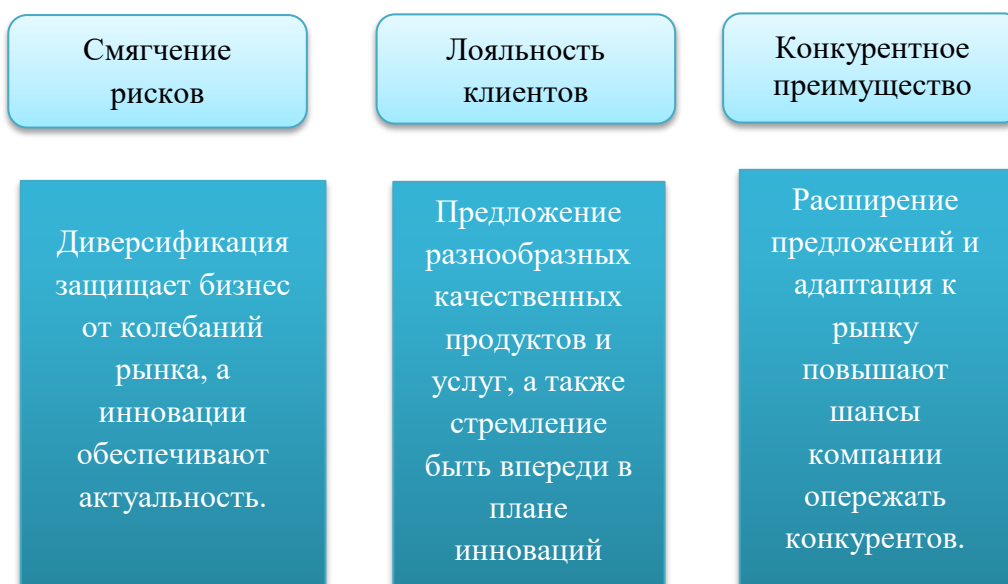 Смягчение
рисков
Лояльность
клиентов
Конкурентное
преимущество
Диверсификация
защищает бизнес
от колебаний
рынка, а
инновации
обеспечивают
актуальность.
Предложение
разнообразных
качественных
продуктов и
услуг, а также
стремление
быть впереди в
плане
инноваций
Расширение
предложений и
адаптация к
рынку
повышают
шансы
компании
опережать
конкурентов.